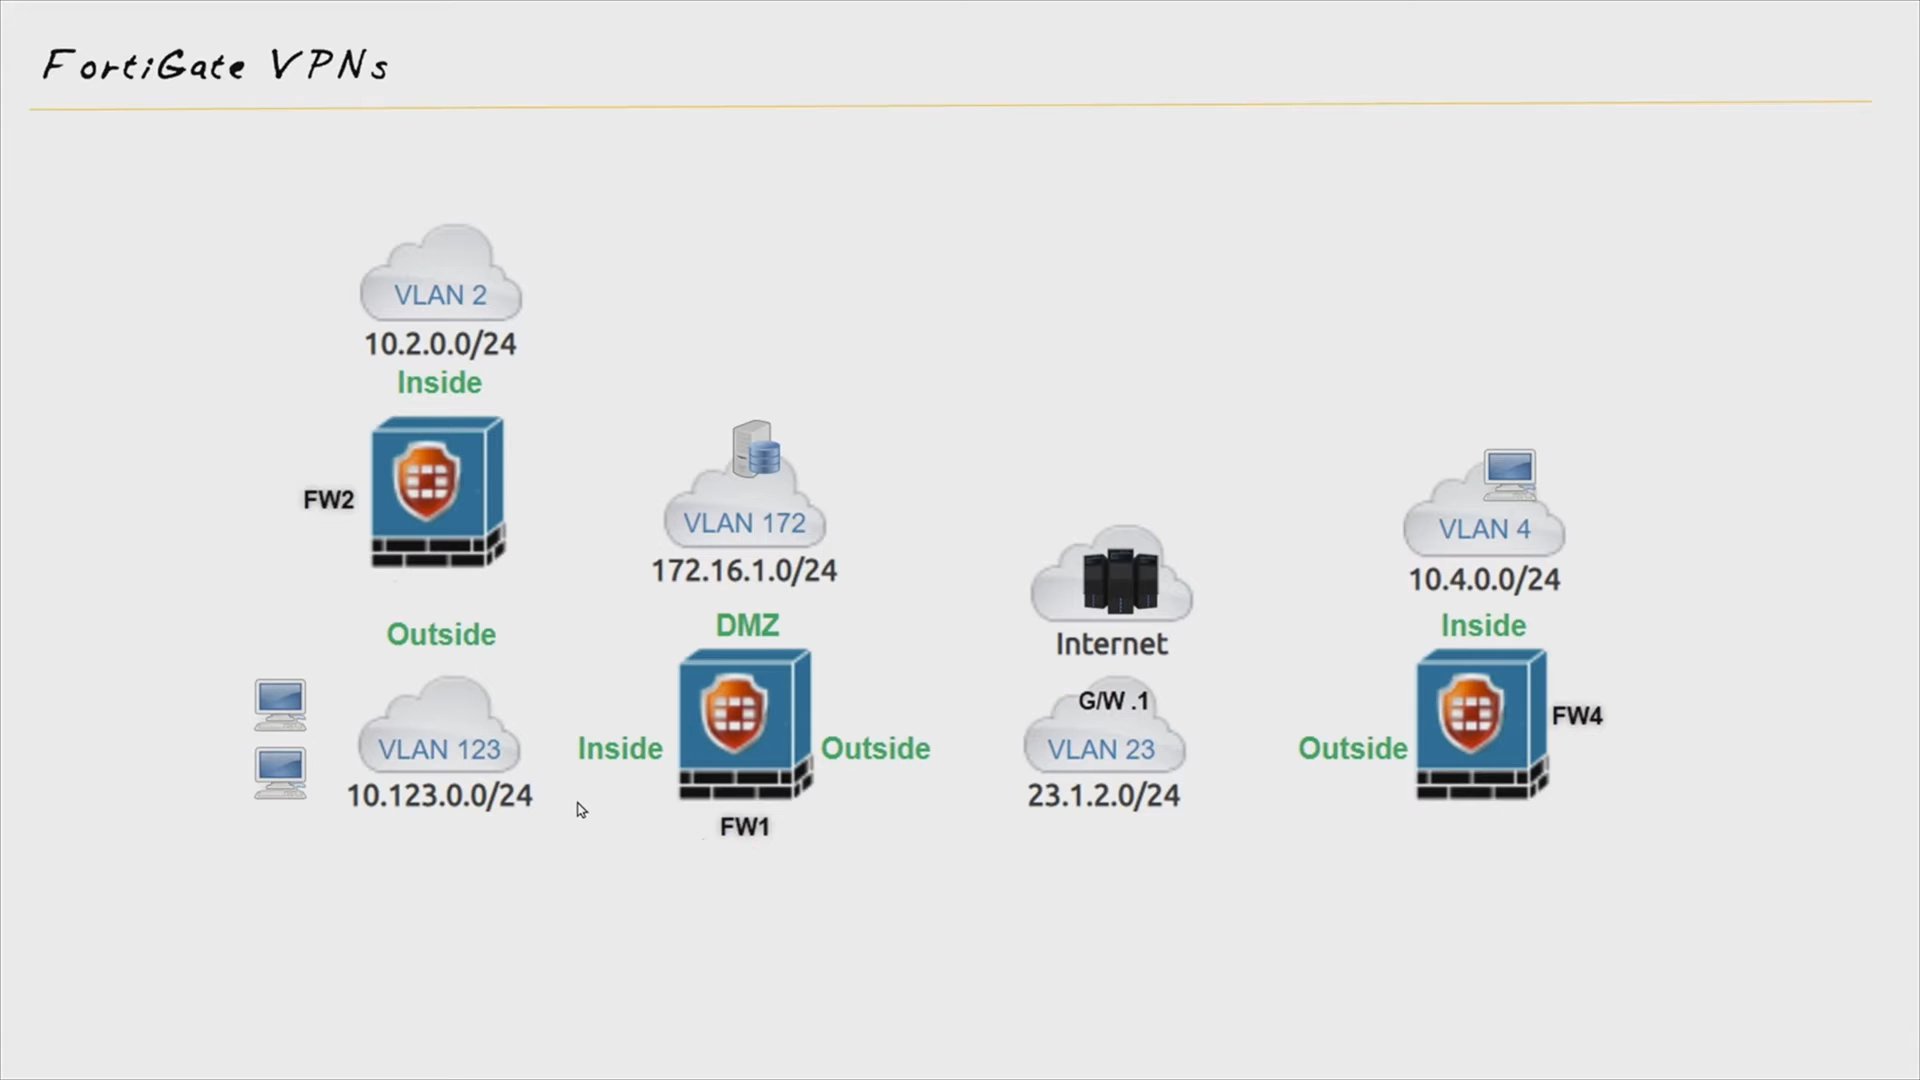 FortiGate VPNs
VLAN 2
10.2.0.0/24
Inside
FW2
Outside
VLAN 123
10.123.0.0/24
VLAN 172
172.16.1.0/24
DMZ
Inside
Outside
FW1
Internet
G/W .1
VLAN 23
23.1.2.0/24
VLAN 4
10.4.0.0/24
Inside
Outside
FW4